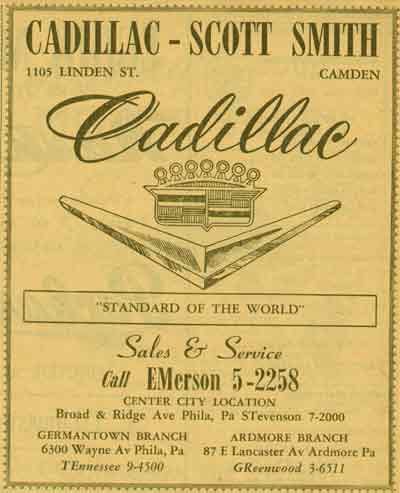 CADILLAC - SCOTT SMITH
1105 LINDEN ST. CAMDEN
Cadillac
"STANDARD OF THE WORLD"
Sales & Service
Call EMerson 5-2258
CENTER CITY LOCATION
Broad & Ridge Ave Phila, Pa STevenson 7-2000
GERMANTOWN BRANCH ARDMORE BRANCH
6300 Wayne Av Phila, Pa 87 E Lancaster Av Ardmore Pa
TEnnessee 9-4500 GReenwood 3-6511